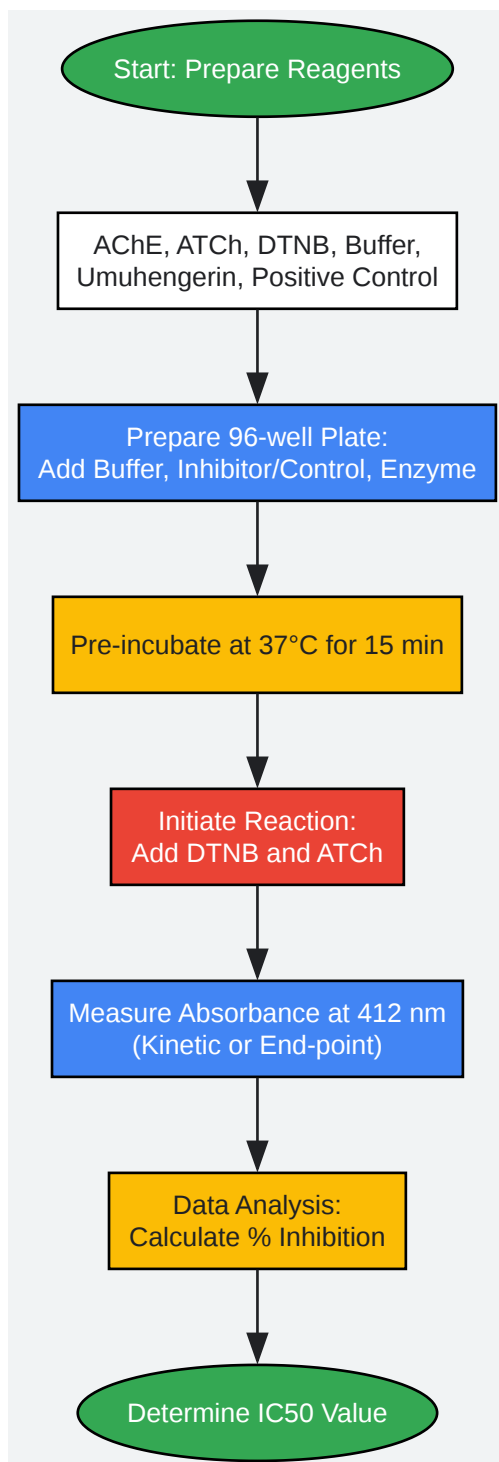 Start: Prepare Reagents
AChE, ATCh, DTNB, Buffer,
Umuhengerin, Positive Control
Prepare 96-well Plate:
Add Buffer, Inhibitor/Control, Enzyme
Pre-incubate at 37°C for 15 min
Initiate Reaction:
Add DTNB and ATCh
Measure Absorbance at 412 nm
(Kinetic or End-point)
Data Analysis:
Calculate % Inhibition
Determine IC50 Value